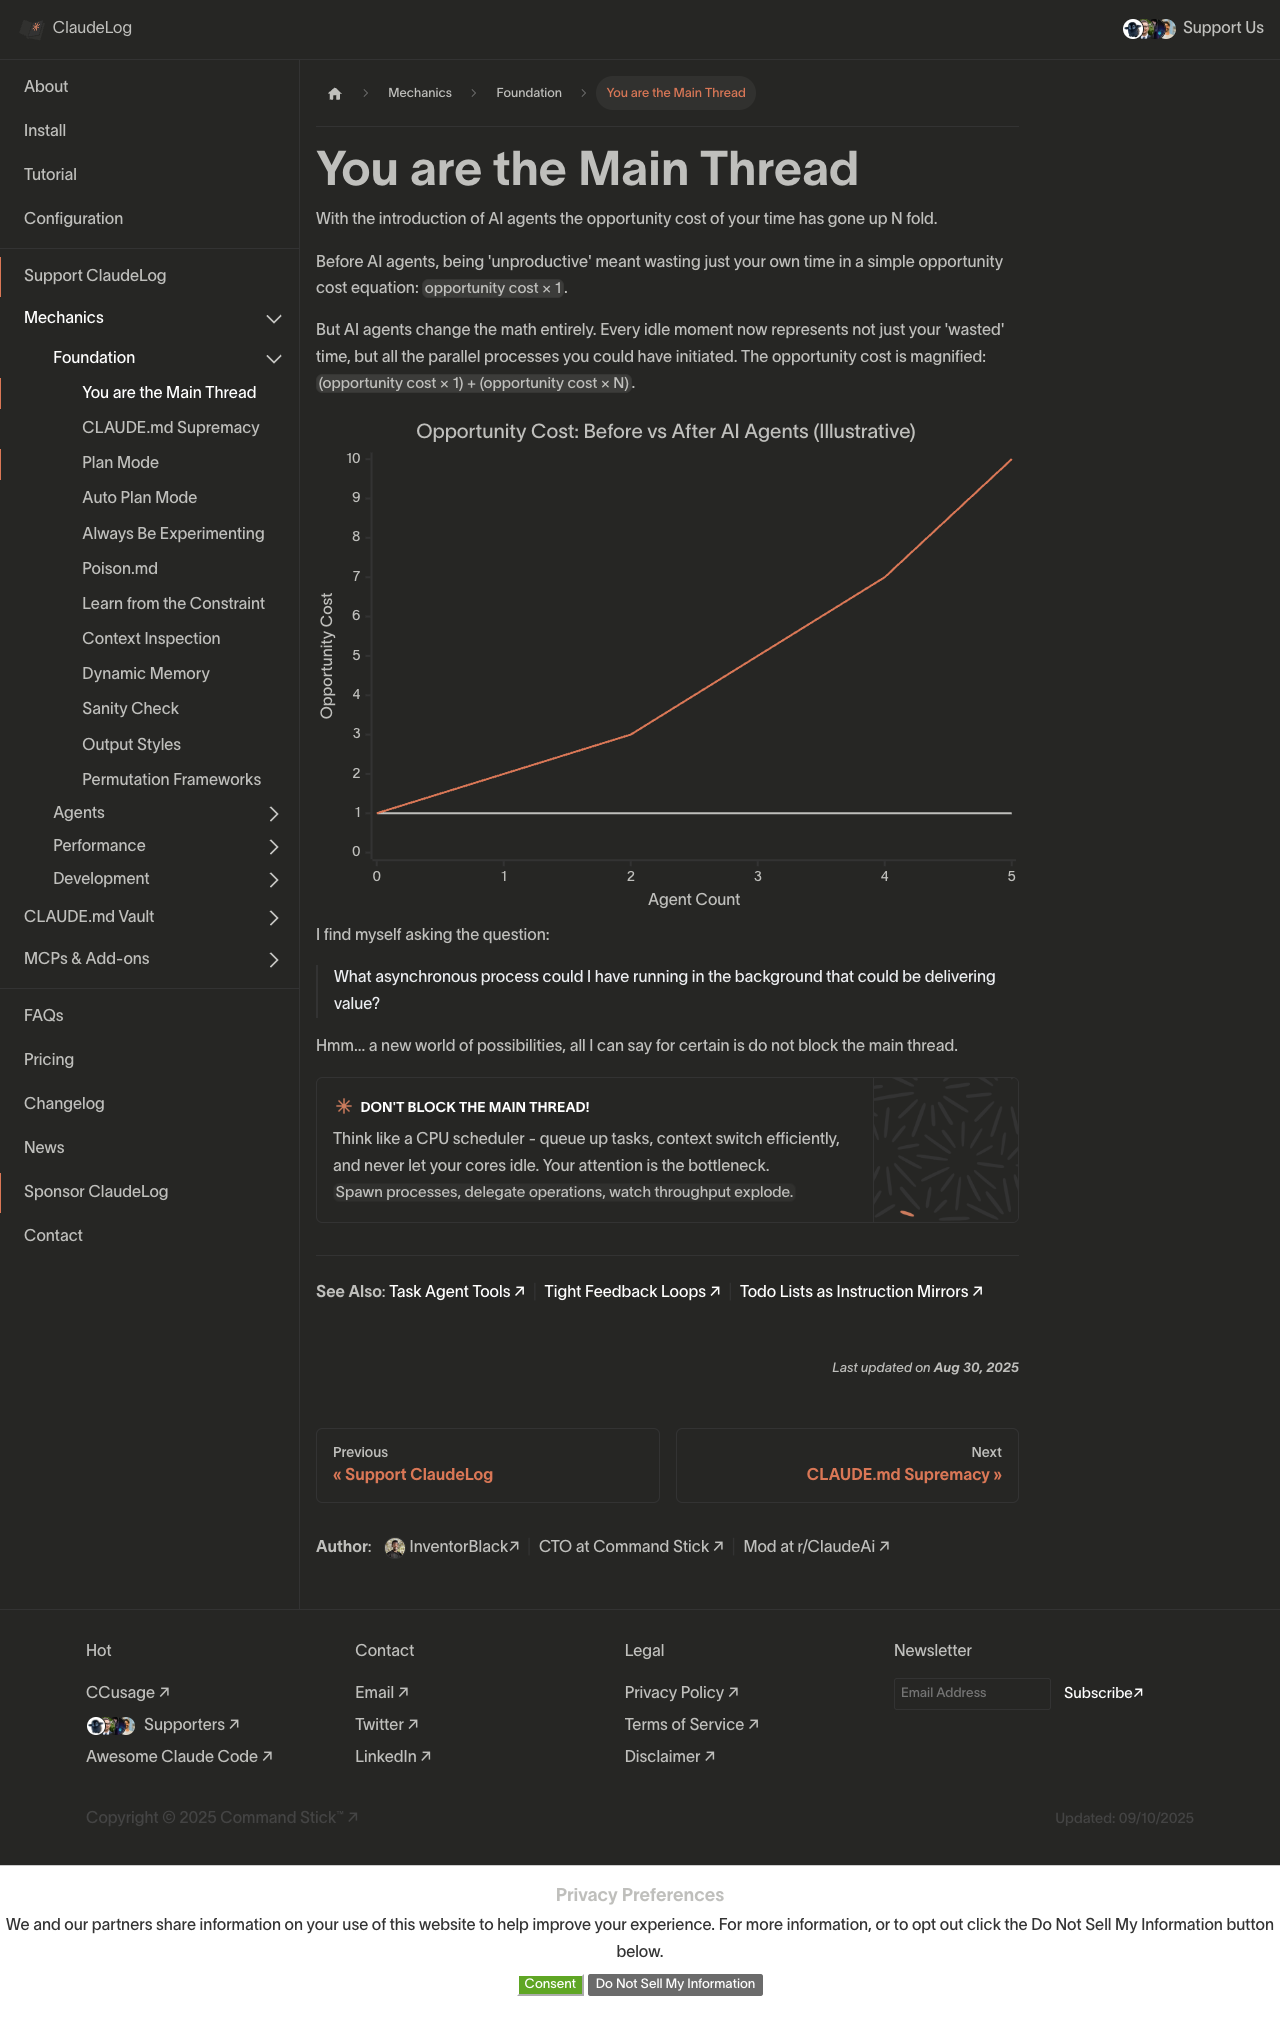 ClaudeLog
Support Us
About
Install
Tutorial
Configuration
Support ClaudeLog
Mechanics
Foundation
You are the Main Thread
CLAUDE.md Supremacy
Plan Mode
Auto Plan Mode
Always Be Experimenting
Poison.md
Learn from the Constraint
Context Inspection
Dynamic Memory
Sanity Check
Output Styles
Permutation Frameworks
Agents
Performance
Development
CLAUDE.md Vault
MCPs & Add-ons
FAQs
Pricing
Changelog
News
Sponsor ClaudeLog
Contact
Mechanics
Foundation
You are the Main Thread
You are the Main Thread
With the introduction of AI agents the opportunity cost of your time has gone up N fold.
Before AI agents, being 'unproductive' meant wasting just your own time in a simple opportunity
cost equation: opportunity cost × 1.
But AI agents change the math entirely. Every idle moment now represents not just your 'wasted'
time, but all the parallel processes you could have initiated. The opportunity cost is magnified:
(opportunity cost × 1) + (opportunity cost × N).
Opportunity Cost: Before vs After AI Agents (Illustrative)
10
9
8
7
6
5
4
3
2
1
0
Opportunity Cost
0 1 2 3 4 5
Agent Count
I find myself asking the question:
What asynchronous process could I have running in the background that could be delivering
value?
Hmm... a new world of possibilities, all I can say for certain is do not block the main thread.
DON'T BLOCK THE MAIN THREAD!
Think like a CPU scheduler - queue up tasks, context switch efficiently,
and never let your cores idle. Your attention is the bottleneck.
Spawn processes, delegate operations, watch throughput explode.
See Also: Task Agent Tools ↗ | Tight Feedback Loops ↗ | Todo Lists as Instruction Mirrors ↗
Last updated on Aug 30, 2025
Previous
« Support ClaudeLog
Next
CLAUDE.md Supremacy »
Author: InventorBlack↗ | CTO at Command Stick ↗ | Mod at r/ClaudeAi ↗
Hot
CCusage ↗
Supporters ↗
Awesome Claude Code ↗
Contact
Email ↗
Twitter ↗
LinkedIn ↗
Legal
Privacy Policy ↗
Terms of Service ↗
Disclaimer ↗
Newsletter
Email Address
Subscribe↗
Copyright © 2025 Command Stick™ ↗
Updated: 09/10/2025
Privacy Preferences
We and our partners share information on your use of this website to help improve your experience. For more information, or to opt out click the Do Not Sell My Information button
below.
Consent
Do Not Sell My Information